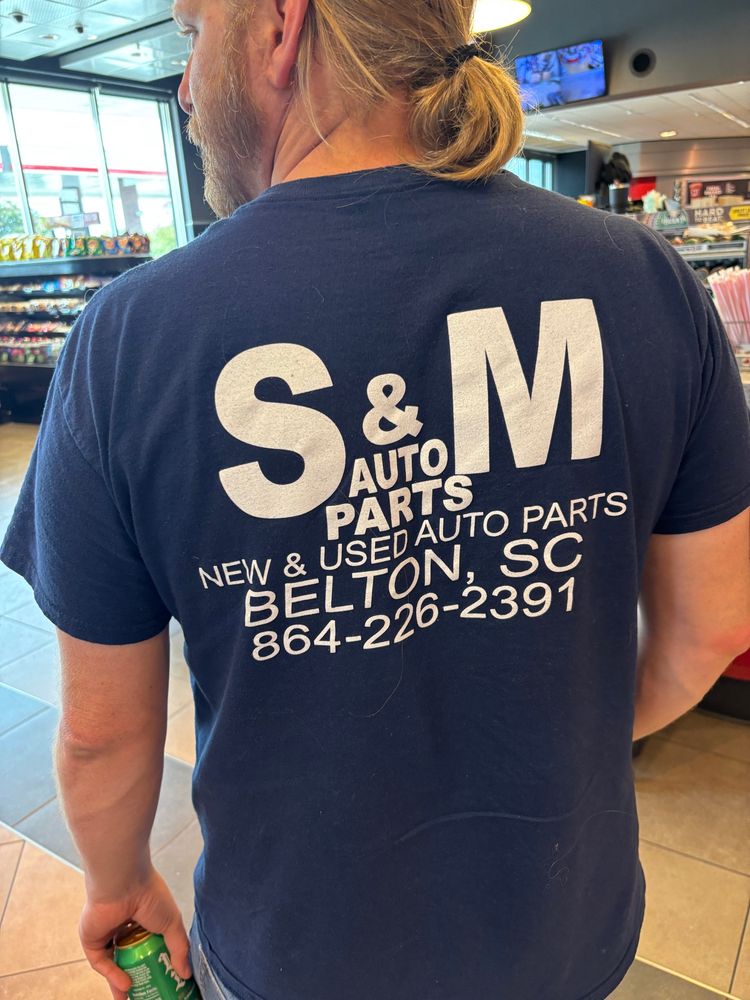 S & M
AUTO
PARTS
NEW & USED AUTO PARTS
BELTON, SC
864-226-2391